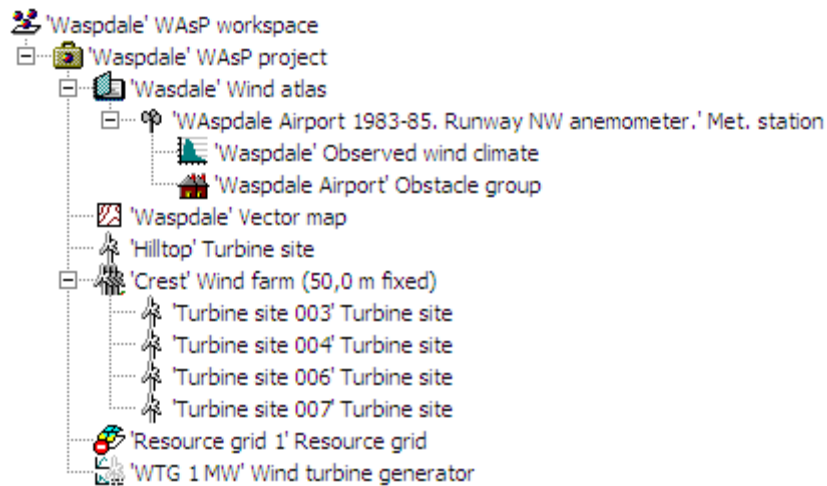 'Waspdale' WAsP workspace
'Waspdale' WAsP project
'Wasdale' Wind atlas
'WAspdale Airport 1983-85. Runway NW anemometer.' Met. station
'Waspdale' Observed wind climate
'Waspdale Airport' Obstacle group
'Waspdale' Vector map
'Hilltop' Turbine site
'Crest' Wind farm (50,0 m fixed)
'Turbine site 003' Turbine site
'Turbine site 004' Turbine site
'Turbine site 006' Turbine site
'Turbine site 007' Turbine site
'Resource grid 1' Resource grid
'WTG 1 MW' Wind turbine generator